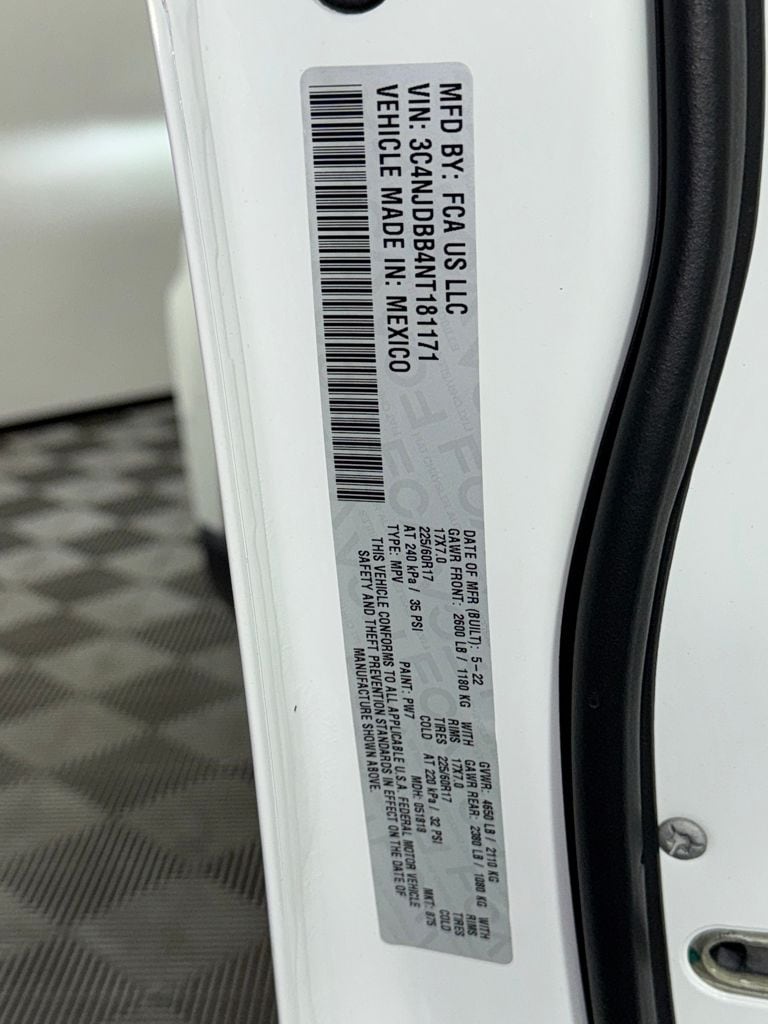 MFD BY: FCA US LLC
VIN: 3C4NJDBB4NT181171
VEHICLE MADE IN: MEXICO
DATE OF MFR (BUILT): 5-22 GVWR: 4650 LB / 2110 KG
GAWR FRONT: 2600 LB / 1180 KG WITH GAWR REAR: 2380 LB / 1080 KG WITH
17X7.0 RIMS 17X7.0 RIMS
225/60R17 TIRES 225/60R17 TIRES
AT 240 kPa / 35 PSI COLD AT 220 kPa / 32 PSI COLD
TYPE: MPV PAINT: PW7 MDH: 051818 MKT: 875
THIS VEHICLE CONFORMS TO ALL APPLICABLE U.S.A. FEDERAL MOTOR VEHICLE
SAFETY AND THEFT PREVENTION STANDARDS IN EFFECT ON THE DATE OF
MANUFACTURE SHOWN ABOVE.